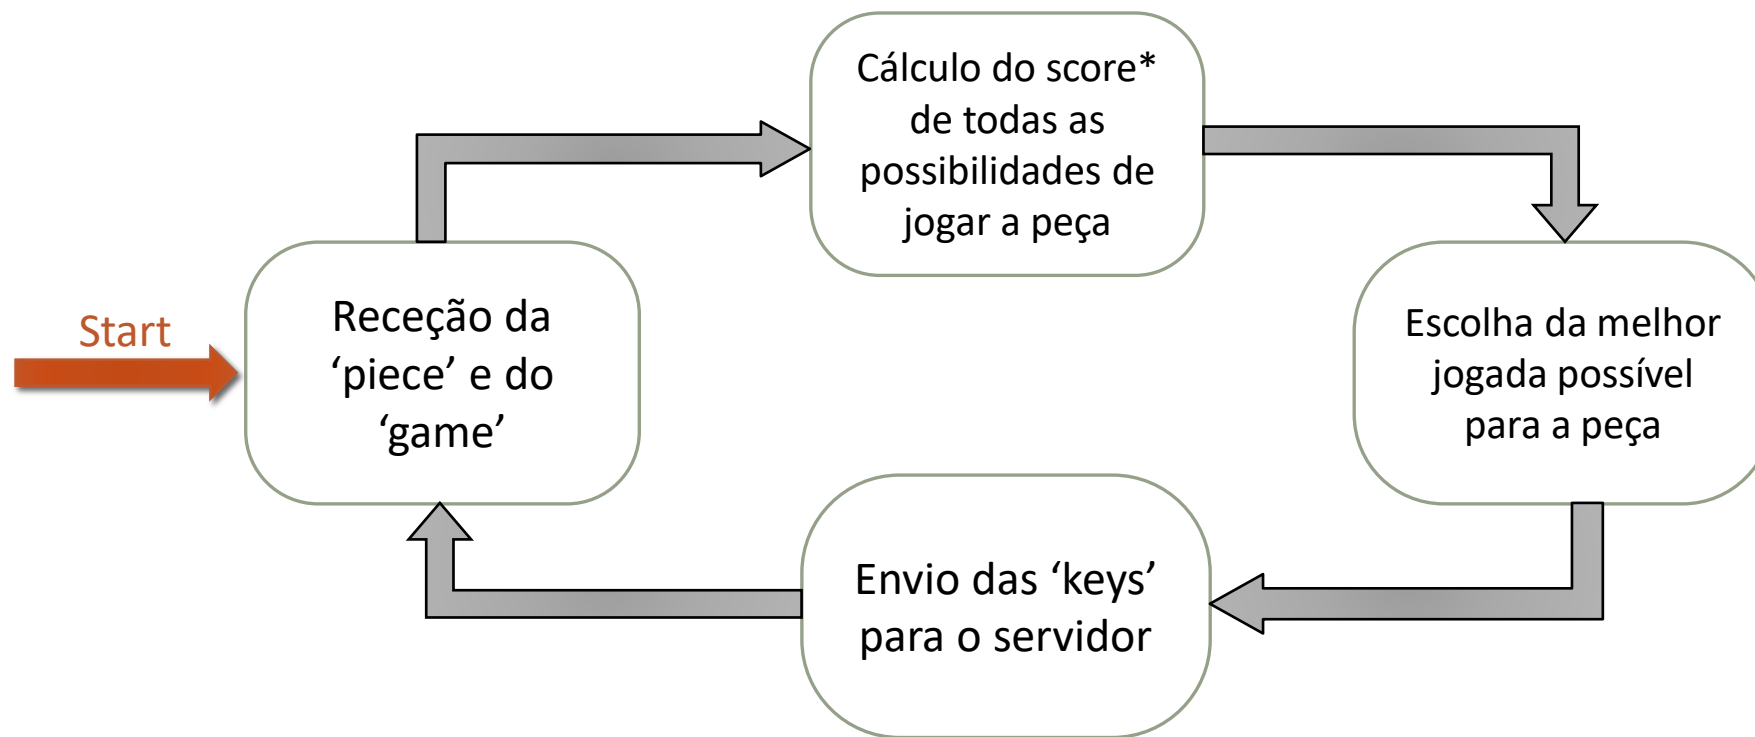 Start
Receção da
‘piece’ e do
‘game’
Cálculo do score*
de todas as
possibilidades de
jogar a peça
Escolha da melhor
jogada possível
para a peça
Envio das ‘keys’
para o servidor